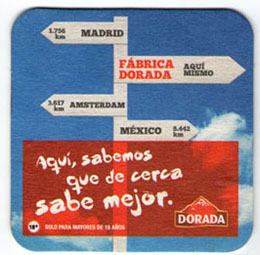 1.756
km
MADRID
FÁBRICA
DORADA
AQUÍ
MISMO
3.617
km
AMSTERDAM
MÉXICO
8.442
km
Aquí, sabemos
que de cerca
sabe mejor.
18+
SOLO PARA MAYORES DE 18 AÑOS
DORADA